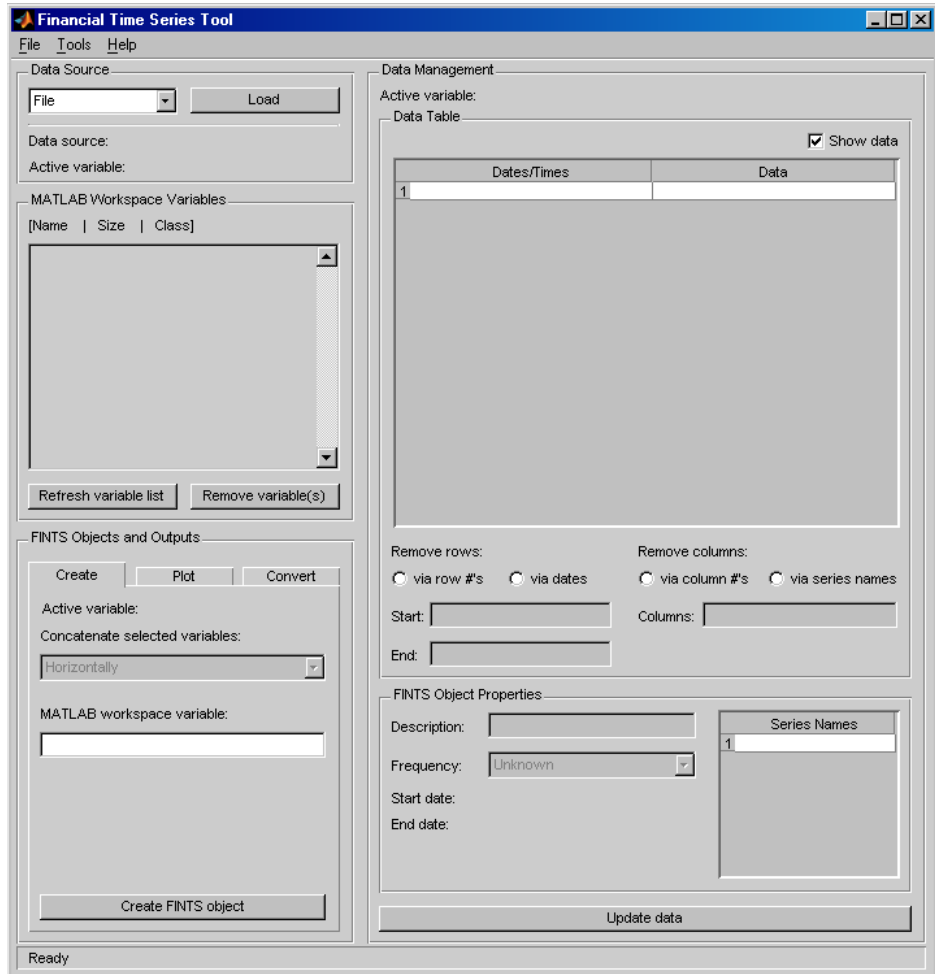 Financial Time Series Tool
File Tools Help
Data Source
File
Load
Data source:
Active variable:
MATLAB Workspace Variables
[Name | Size | Class]
Refresh variable list
Remove variable(s)
FINTS Objects and Outputs
Create
Plot
Convert
Active variable:
Concatenate selected variables:
Horizontally
MATLAB workspace variable:
Create FINTS object
Data Management
Active variable:
Data Table
Show data
Dates/Times
Data
1
Remove rows:
Remove columns:
via row #'s
via dates
via column #'s
via series names
Start:
Columns:
End:
FINTS Object Properties
Description:
Series Names
1
Frequency:
Unknown
Start date:
End date:
Update data
Ready